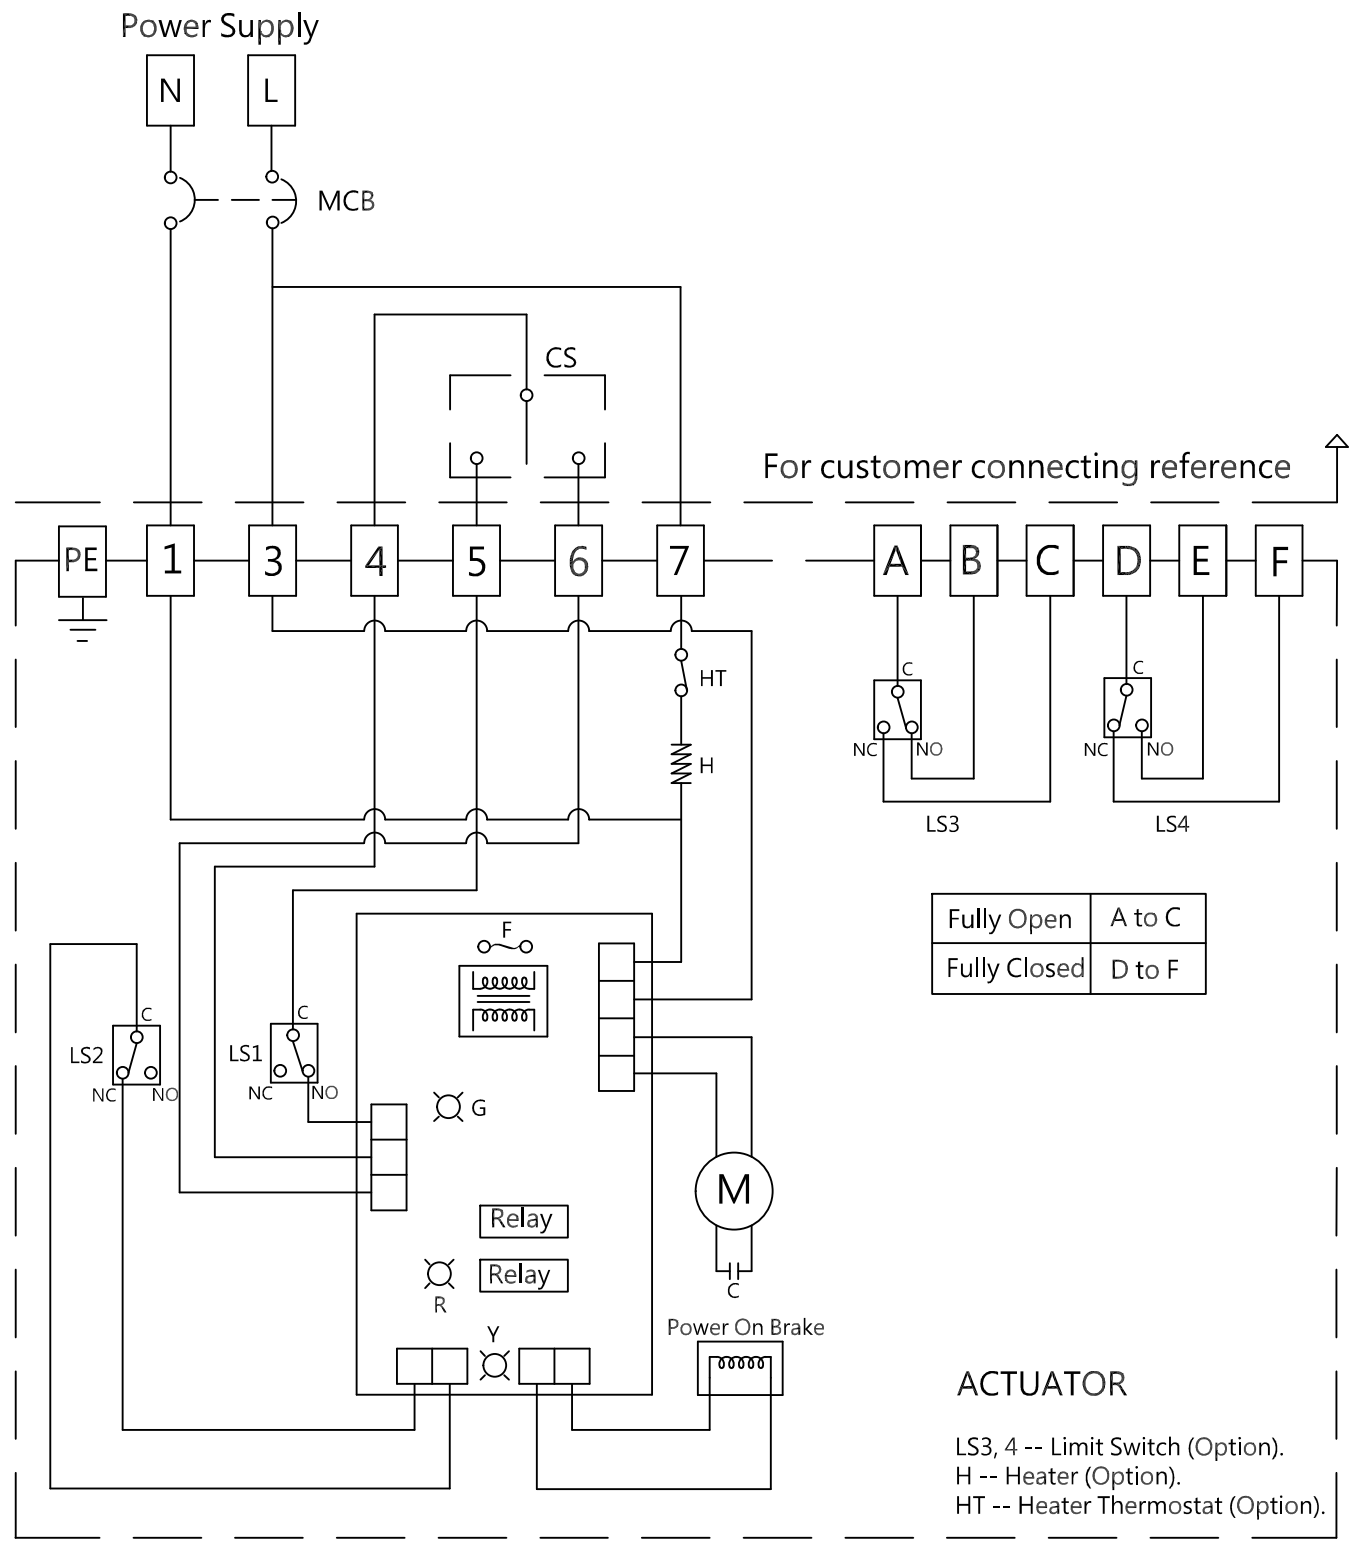 Power Supply
N L
MCB
CS
For customer connecting reference
PE 1 3 4 5 6 7 A B C D E F
HT
C C
NC NO NC NO
H
LS3 LS4
Fully Open A to C
Fully Closed D to F
F
C C
LS2 LS1
NC NO NC NO
G
M
Relay
Relay
R
C
Y
Power On Brake
ACTUATOR
LS3, 4 -- Limit Switch (Option).
H -- Heater (Option).
HT -- Heater Thermostat (Option).